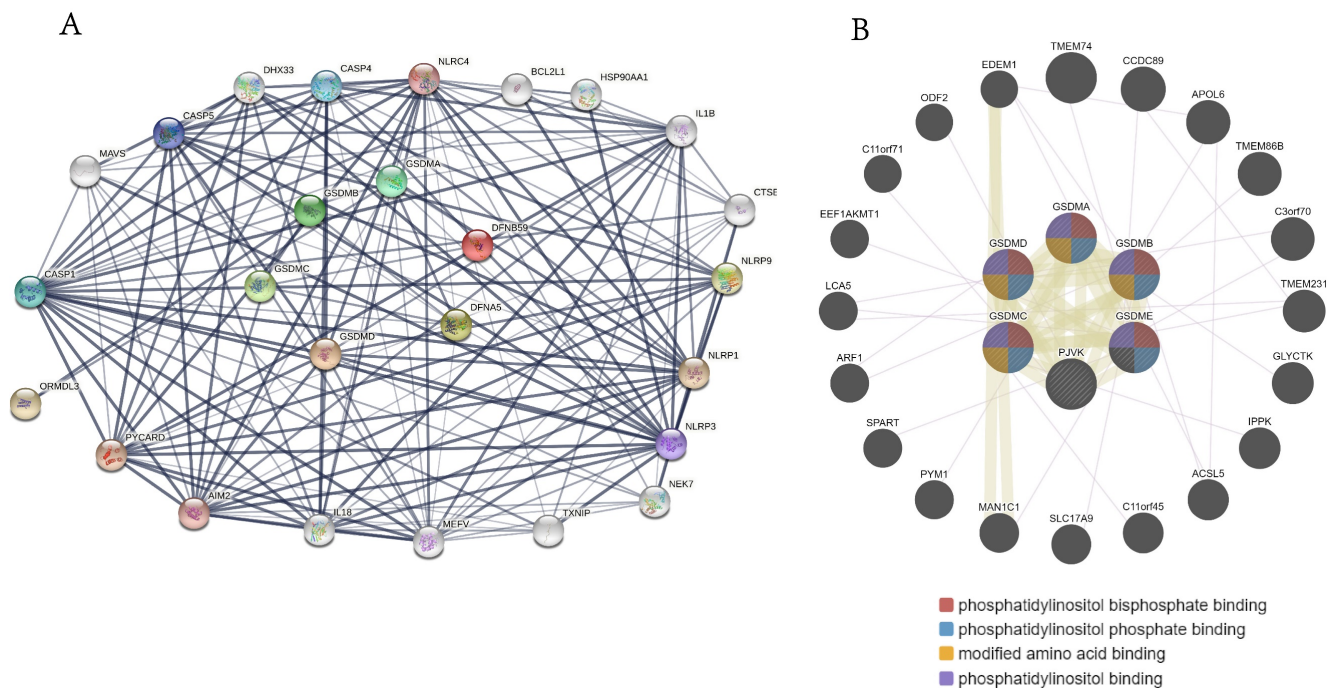 A
B
DHX33
CASP4
NLRC4
BCL2L1
HSP90AA1
CASP5
IL1B
MAVS
GSDMA
GSDMB
CTSE
DFNB59
NLRP9
CASP1
GSDMC
DFNA5
GSDMD
NLRP1
ORMDL3
NLRP3
PYCARD
NEK7
AIM2
IL18
MEFV
TXNIP
TMEM74
EDEM1
CCDC89
ODF2
APOL6
C11orf71
TMEM86B
EEF1AKMT1
GSDMA
C3orf70
GSDMD
GSDMB
LCA5
TMEM231
GSDMC
GSDME
ARF1
PJVK
GLYCTK
SPART
IPPK
PYM1
ACSL5
MAN1C1
SLC17A9
C11orf45
phosphatidylinositol bisphosphate binding
phosphatidylinositol phosphate binding
modified amino acid binding
phosphatidylinositol binding